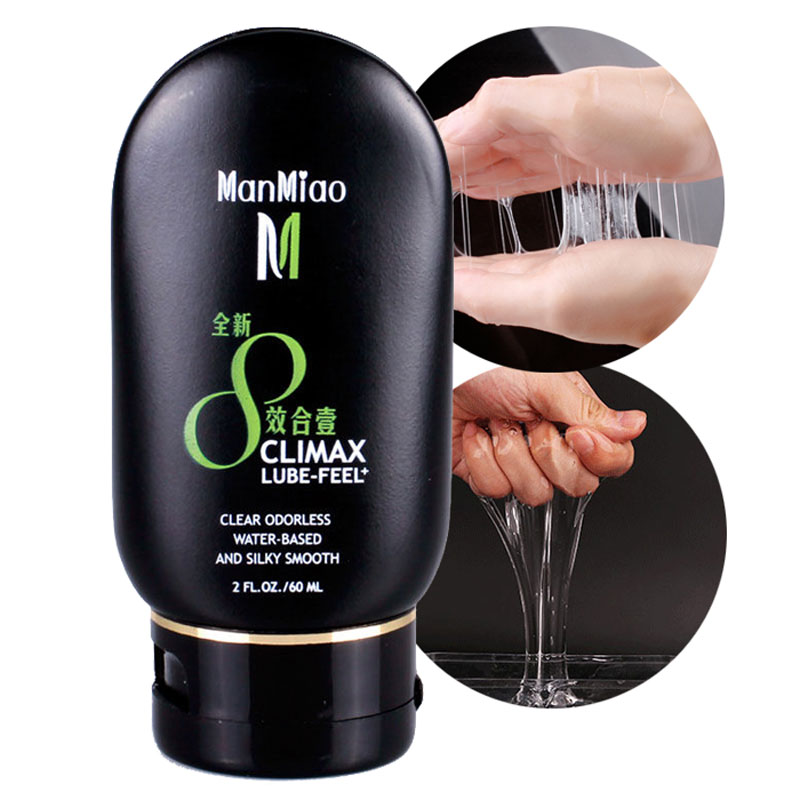 ManMiao
M
全新
8
效合壹
CLIMAX
LUBE-FEEL+
CLEAR ODORLESS
WATER-BASED
AND SILKY SMOOTH
2 FL.OZ./60 ML